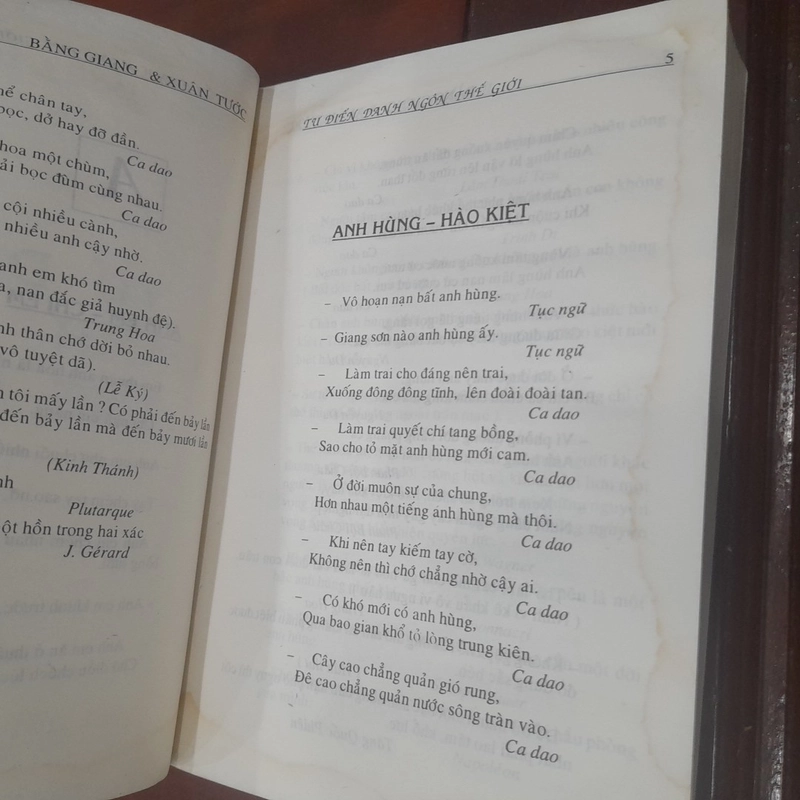 BẰNG GIANG & XUÂN TƯỚC
chân tay,
bọc, dở hay đỡ đần.
Ca dao
hoa một chùm,
bọc đùm cùng nhau.
Ca dao
cội nhiều cành,
nhiều anh cậy nhờ.
Ca dao
anh em khó tìm
nan đắc giả huynh đệ).
Trung Hoa
thân chớ dời bỏ nhau.
vô tuyệt dã).
(Lễ Ký)
tôi mấy lần ? Có phải đến bảy lần
đến bảy lần mà đến bảy mươi lần
(Kinh Thánh)
Plutarque
một hồn trong hai xác
J. Gérard
TỪ ĐIỂN DANH NGÔN THẾ GIỚI
5
ANH HÙNG – HÀO KIỆT
– Vô hoạn nạn bất anh hùng.
Tục ngữ
– Giang sơn nào anh hùng ấy.
Tục ngữ
– Làm trai cho đáng nên trai,
Xuống đông đông tĩnh, lên đoài đoài tan.
Ca dao
– Làm trai quyết chí tang bồng,
Sao cho tỏ mặt anh hùng mới cam.
Ca dao
– Ở đời muôn sự của chung,
Hơn nhau một tiếng anh hùng mà thôi.
Ca dao
– Khi nên tay kiếm tay cờ,
Không nên thì chớ chẳng nhờ cậy ai.
Ca dao
– Có khó mới có anh hùng,
Qua bao gian khổ tỏ lòng trung kiên.
Ca dao
– Cây cao chẳng quản gió rung,
Đê cao chẳng quản nước sông tràn vào.
Ca dao